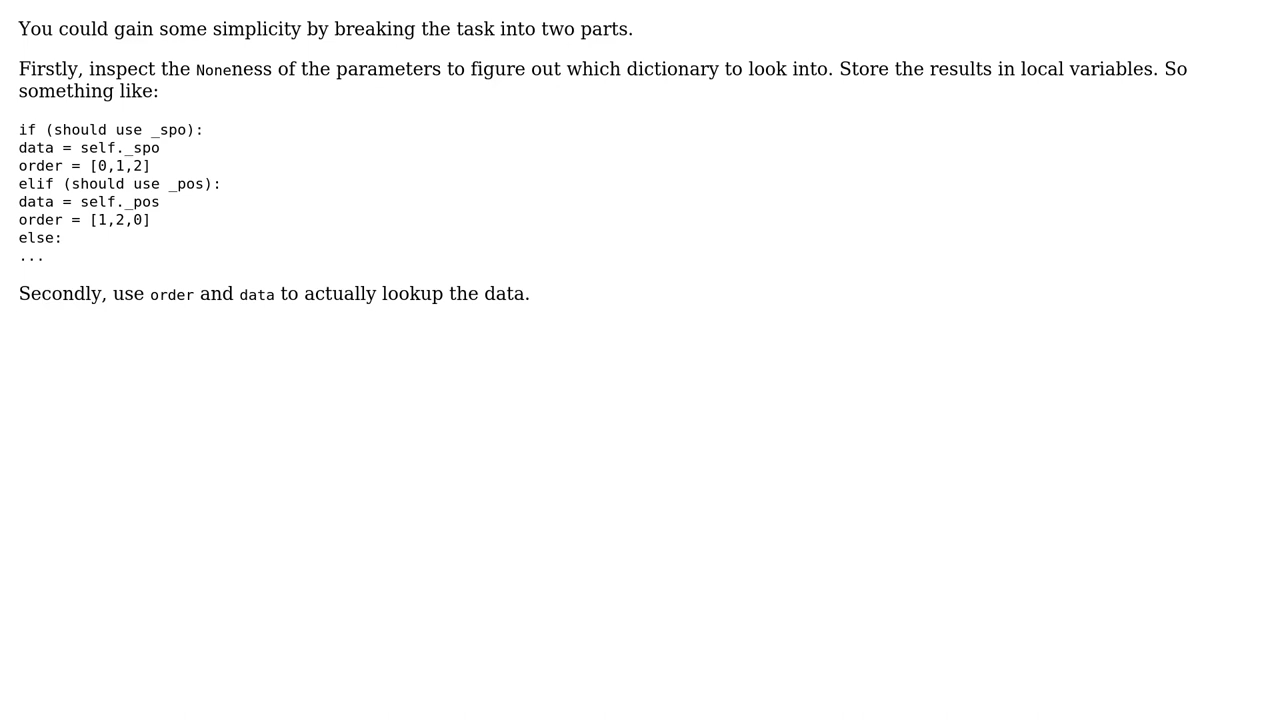 You could gain some simplicity by breaking the task into two parts.
Firstly, inspect the Noneness of the parameters to figure out which dictionary to look into. Store the results in local variables. So
something like:
if (should use _spo):
data = self._spo
order = [0,1,2]
elif (should use _pos):
data = self._pos
order = [1,2,0]
else:
...
Secondly, use order and data to actually lookup the data.